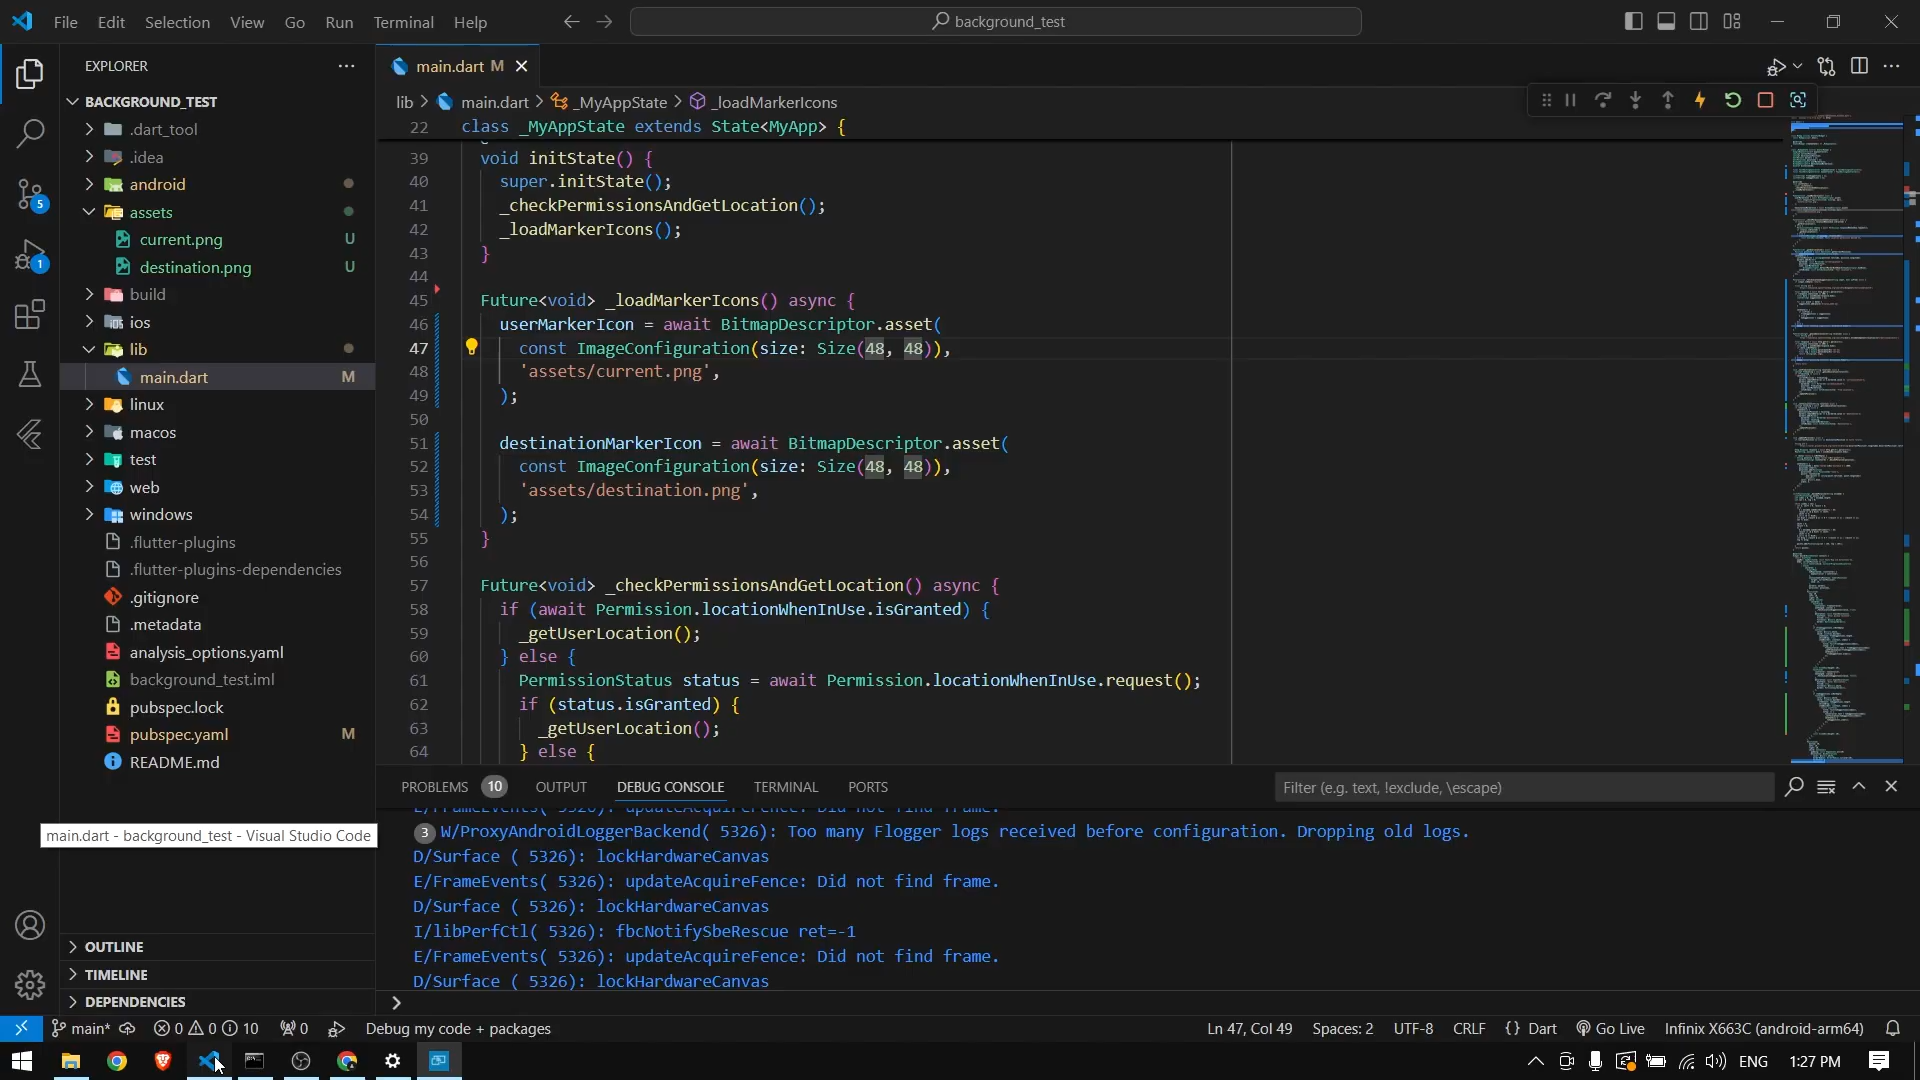 File Edit Selection View Go Run Terminal Help
background_test
EXPLORER
BACKGROUND_TEST
.dart_tool
.idea
android
assets
current.png U
destination.png U
build
ios
lib
main.dart M
linux
macos
test
web
windows
.flutter-plugins
.flutter-plugins-dependencies
.gitignore
.metadata
analysis_options.yaml
background_test.iml
pubspec.lock
pubspec.yaml M
README.md
main.dart - background_test - Visual Studio Code
OUTLINE
TIMELINE
DEPENDENCIES
5
1
main.dart M
lib > main.dart > _MyAppState > _loadMarkerIcons
22 class _MyAppState extends State<MyApp> {
39 void initState() {
40 super.initState();
41 _checkPermissionsAndGetLocation();
42 _loadMarkerIcons();
43 }
44
45 Future<void> _loadMarkerIcons() async {
46 userMarkerIcon = await BitmapDescriptor.asset(
47 const ImageConfiguration(size: Size(48, 48)),
48 'assets/current.png',
49 );
50
51 destinationMarkerIcon = await BitmapDescriptor.asset(
52 const ImageConfiguration(size: Size(48, 48)),
53 'assets/destination.png',
54 );
55 }
56
57 Future<void> _checkPermissionsAndGetLocation() async {
58 if (await Permission.locationWhenInUse.isGranted) {
59 _getUserLocation();
60 } else {
61 PermissionStatus status = await Permission.locationWhenInUse.request();
62 if (status.isGranted) {
63 _getUserLocation();
64 } else {
PROBLEMS 10 OUTPUT DEBUG CONSOLE TERMINAL PORTS
Filter (e.g. text, !exclude, \escape)
E/FrameEvents( 5326): updateAcquireFence: Did not find frame.
3 W/ProxyAndroidLoggerBackend( 5326): Too many Flogger logs received before configuration. Dropping old logs.
D/Surface ( 5326): lockHardwareCanvas
E/FrameEvents( 5326): updateAcquireFence: Did not find frame.
D/Surface ( 5326): lockHardwareCanvas
I/libPerfCtl( 5326): fbcNotifySbeRescue ret=-1
E/FrameEvents( 5326): updateAcquireFence: Did not find frame.
D/Surface ( 5326): lockHardwareCanvas
>
main* 0 0 10 0 Debug my code + packages Ln 47, Col 49 Spaces: 2 UTF-8 CRLF {} Dart Go Live Infinix X663C (android-arm64)
ENG 1:27 PM